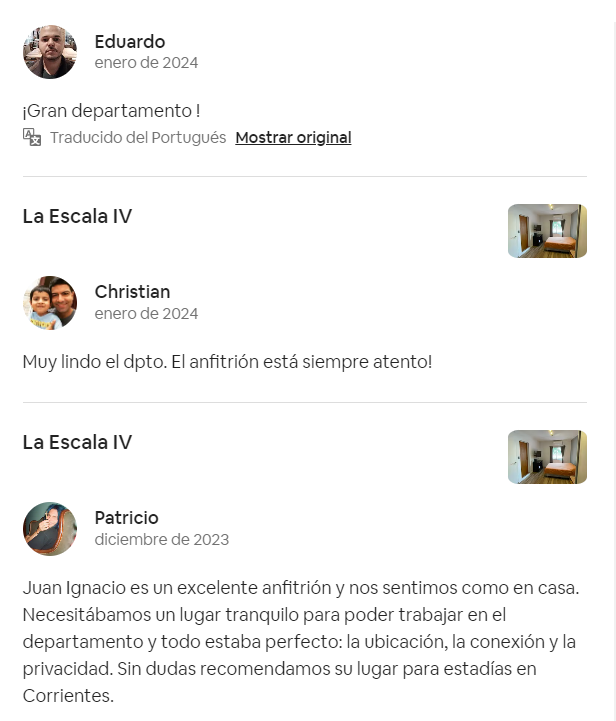 Eduardo
enero de 2024
¡Gran departamento !
Traducido del Portugués Mostrar original
La Escala IV
Christian
enero de 2024
Muy lindo el dpto. El anfitrión está siempre atento!
La Escala IV
Patricio
diciembre de 2023
Juan Ignacio es un excelente anfitrión y nos sentimos como en casa.
Necesitábamos un lugar tranquilo para poder trabajar en el
departamento y todo estaba perfecto: la ubicación, la conexión y la
privacidad. Sin dudas recomendamos su lugar para estadías en
Corrientes.